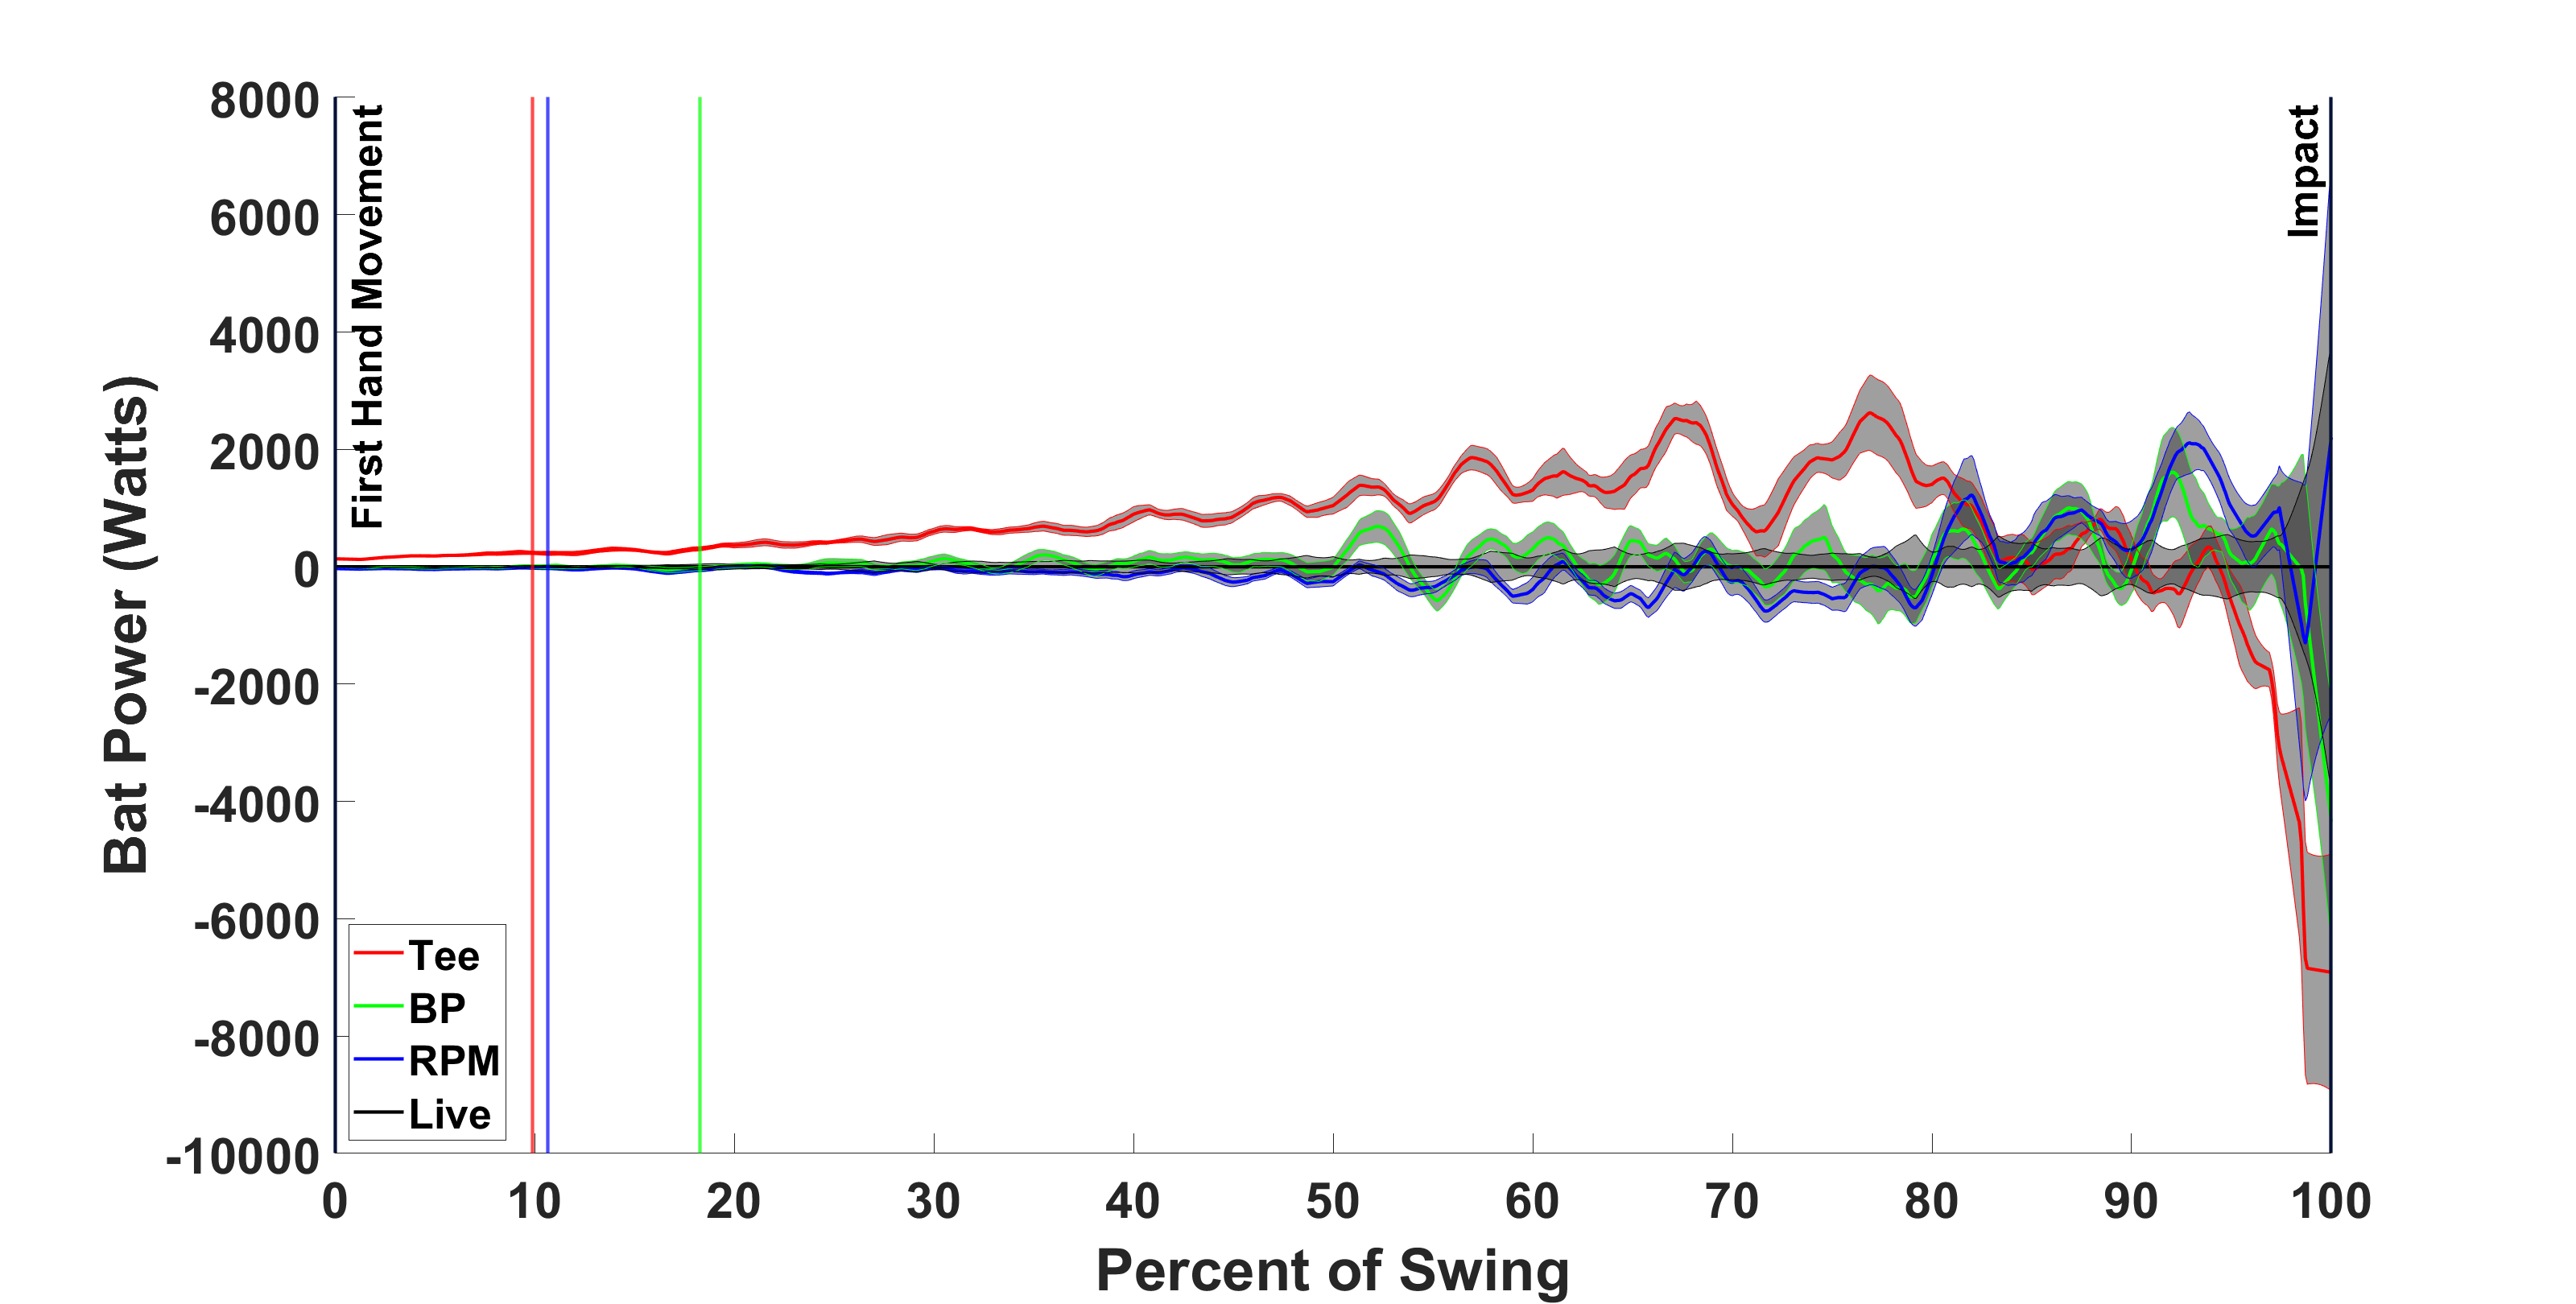 8000
6000
4000
2000
0
-2000
-4000
-6000
-8000
-10000
Bat Power (Watts)
First Hand Movement
Impact
Tee
BP
RPM
Live
0 10 20 30 40 50 60 70 80 90 100
Percent of Swing